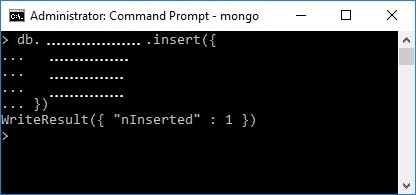 Administrator: Command Prompt - mongo
> db. ................... .insert({
...    ................
...    ...............
...    ...............
... })
WriteResult({ "nInserted" : 1 })
>